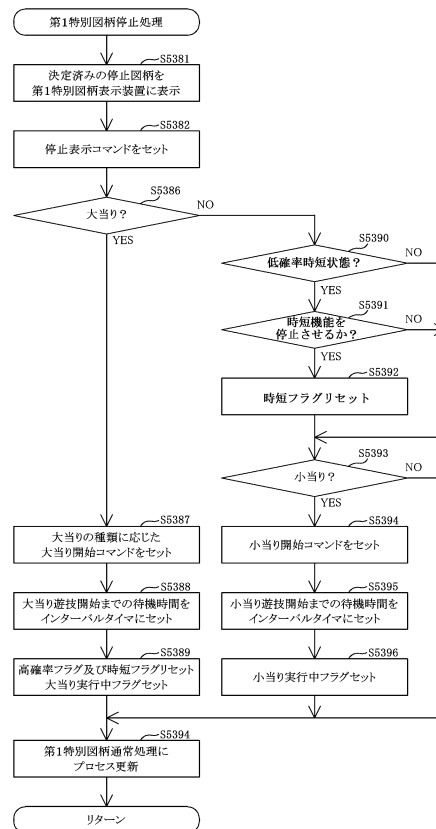 第1特別図柄停止処理
S5381
決定済みの停止図柄を
第1特別図柄表示装置に表示
S5382
停止表示コマンドをセット
S5386
大当り？
NO
YES
S5390
低確率時短状態？
NO
YES
S5391
時短機能を
停止させるか？
NO
YES
S5392
時短フラグリセット
S5393
小当り？
NO
YES
S5387
大当りの種類に応じた
大当り開始コマンドをセット
S5394
小当り開始コマンドをセット
S5388
大当り遊技開始までの待機時間を
インターバルタイマにセット
S5395
小当り遊技開始までの待機時間を
インターバルタイマにセット
S5389
高確率フラグ及び時短フラグリセット
大当り実行中フラグセット
S5396
小当り実行中フラグセット
S5394
第1特別図柄通常処理に
プロセス更新
リターン